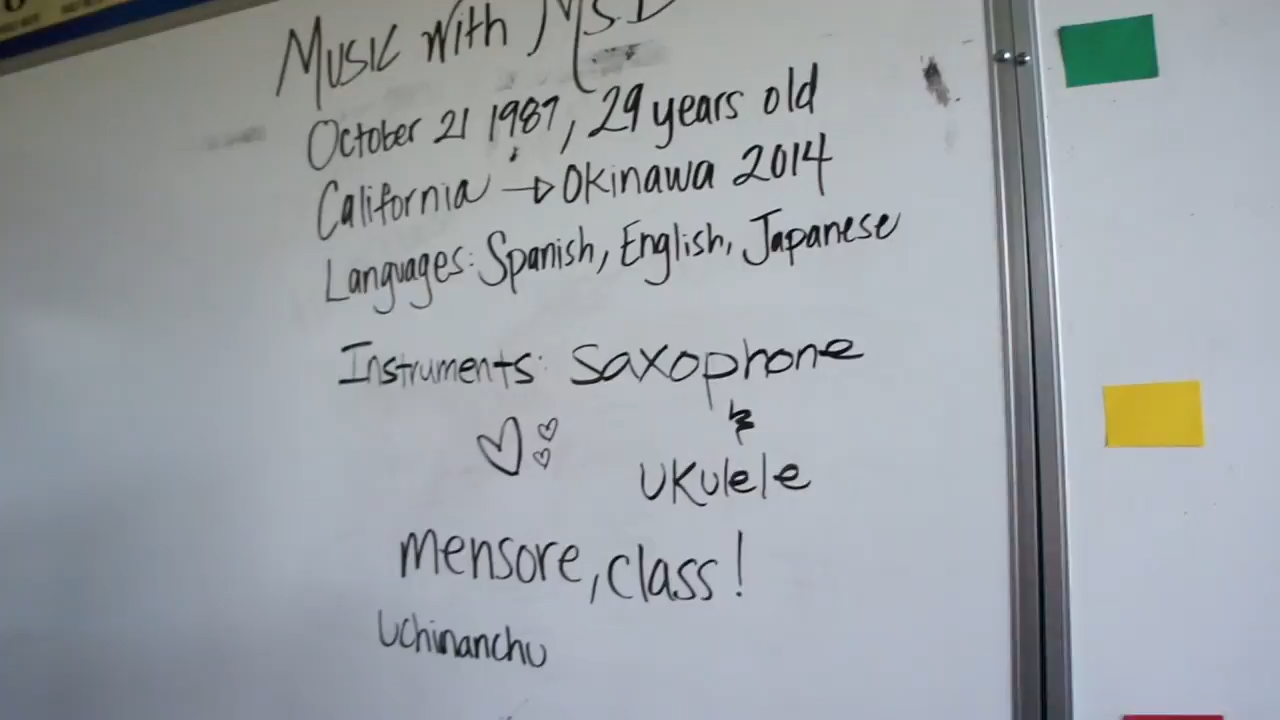 Music with Ms D
October 21 1987, 29 years old
California → Okinawa 2014
Languages: Spanish, English, Japanese
Instruments: Saxophone
&
Ukulele
mensore, class!
Uchinanchu